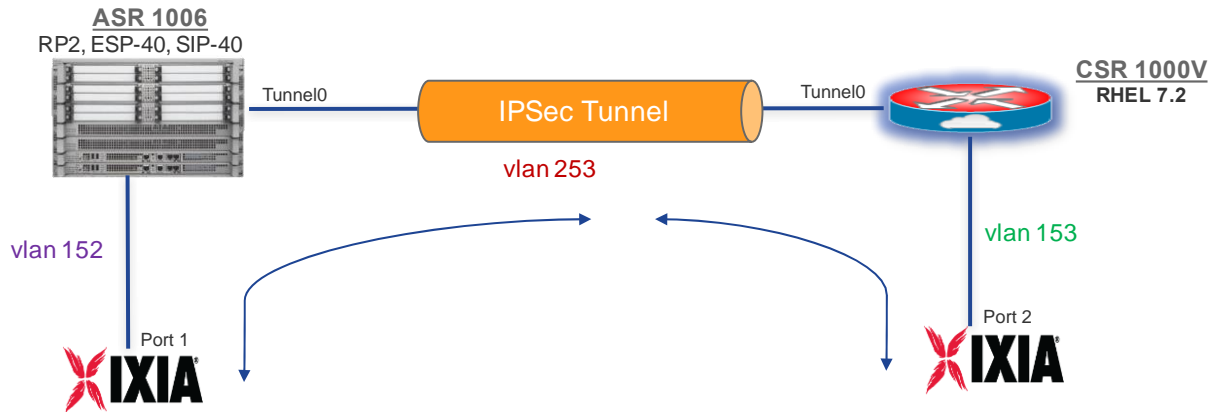 ASR 1006
RP2, ESP-40, SIP-40
Tunnel0
IPSec Tunnel
Tunnel0
CSR 1000V
RHEL 7.2
vlan 253
vlan 152
vlan 153
Port 1
IXIA®
Port 2
IXIA®